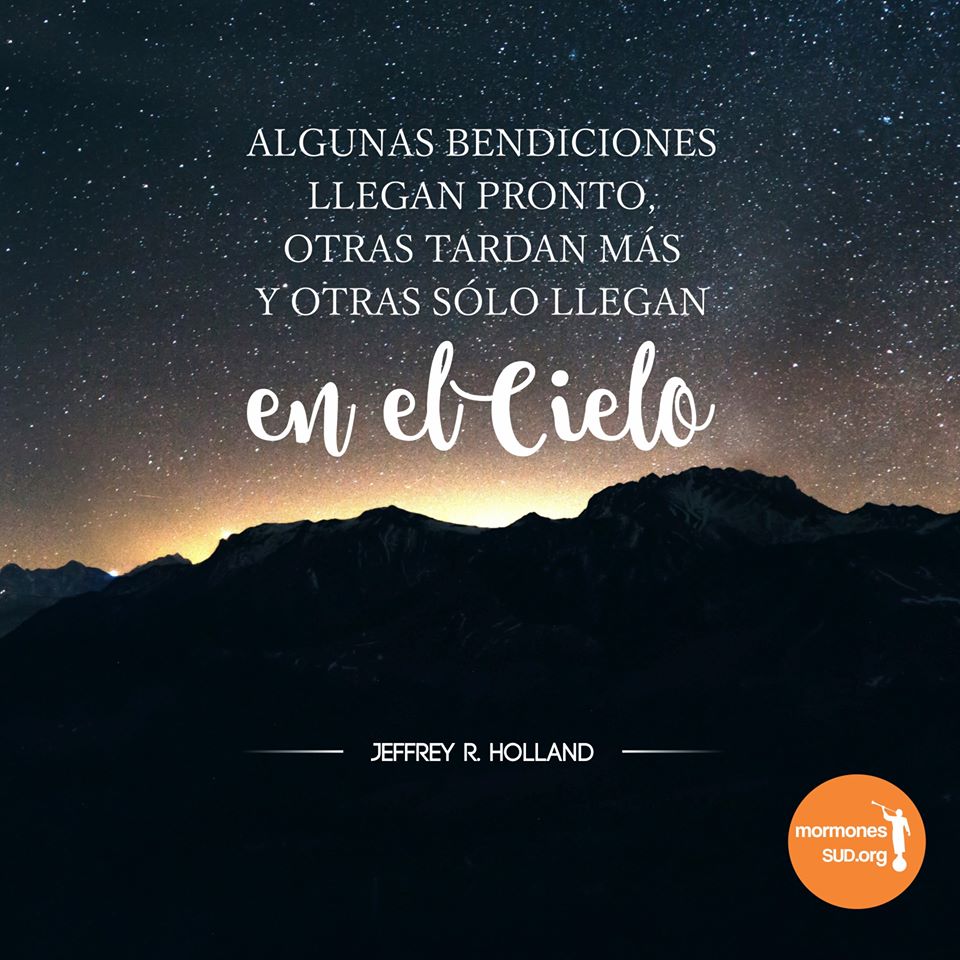 ALGUNAS BENDICIONES
LLEGAN PRONTO,
OTRAS TARDAN MÁS
Y OTRAS SÓLO LLEGAN
en el Cielo
JEFFREY R. HOLLAND
mormones
SUD.org